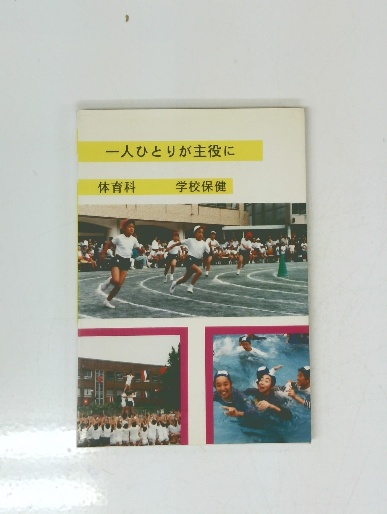 一人ひとりが主役に
体育科　　学校保健